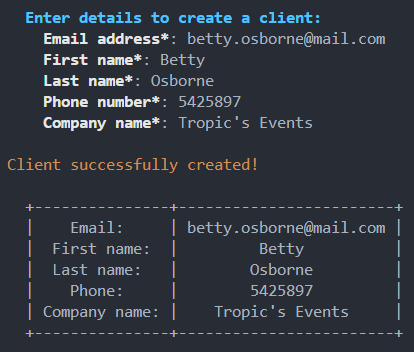 Enter details to create a client:
Email address*: betty.osborne@mail.com
First name*: Betty
Last name*: Osborne
Phone number*: 5425897
Company name*: Tropic's Events
Client successfully created!
+---------------+------------------------+
| Email: | betty.osborne@mail.com |
| First name: | Betty |
| Last name: | Osborne |
| Phone: | 5425897 |
| Company name: | Tropic's Events |
+---------------+------------------------+